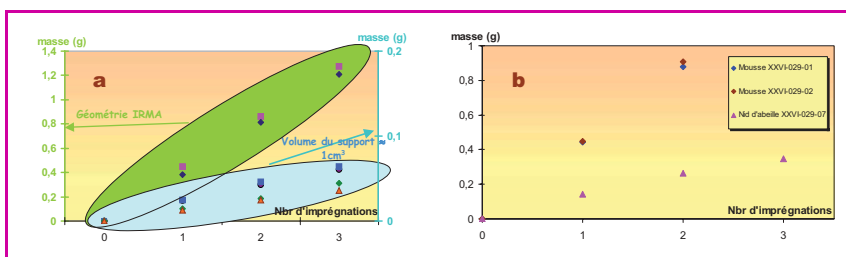 masse (g)
masse (g)
1,4
1,2
1
0,8
0,6
0,4
0,2
0
0,2
0,1
0
a
Géométrie IRMA
Volume du support ≈
1cm³
Nbr d'imprégnations
0
1
2
3
masse (g)
1
0,8
0,6
0,4
0,2
0
b
Mousse XXVI-029-01
Mousse XXVI-029-02
Nid d'abeille XXVI-029-07
Nbr d'imprégnations
0
1
2
3